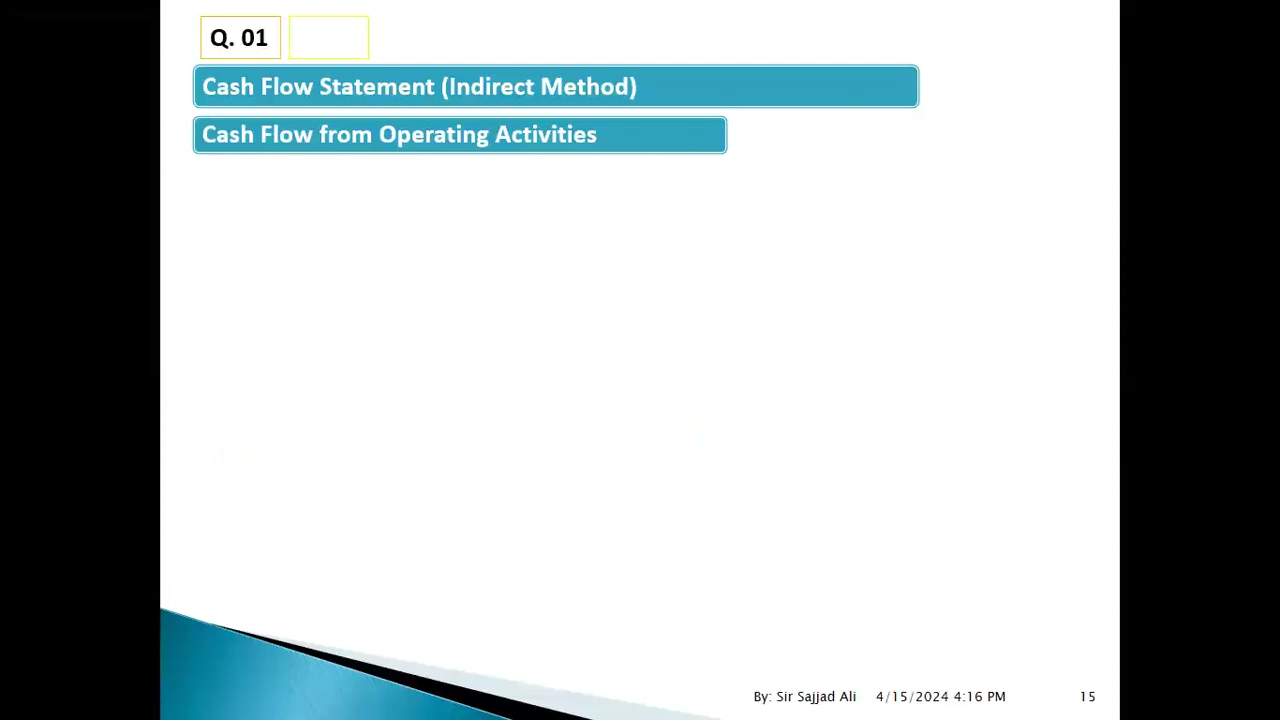 Q. 01
Cash Flow Statement (Indirect Method)
Cash Flow from Operating Activities
By: Sir Sajjad Ali 4/15/2024 4:16 PM 15